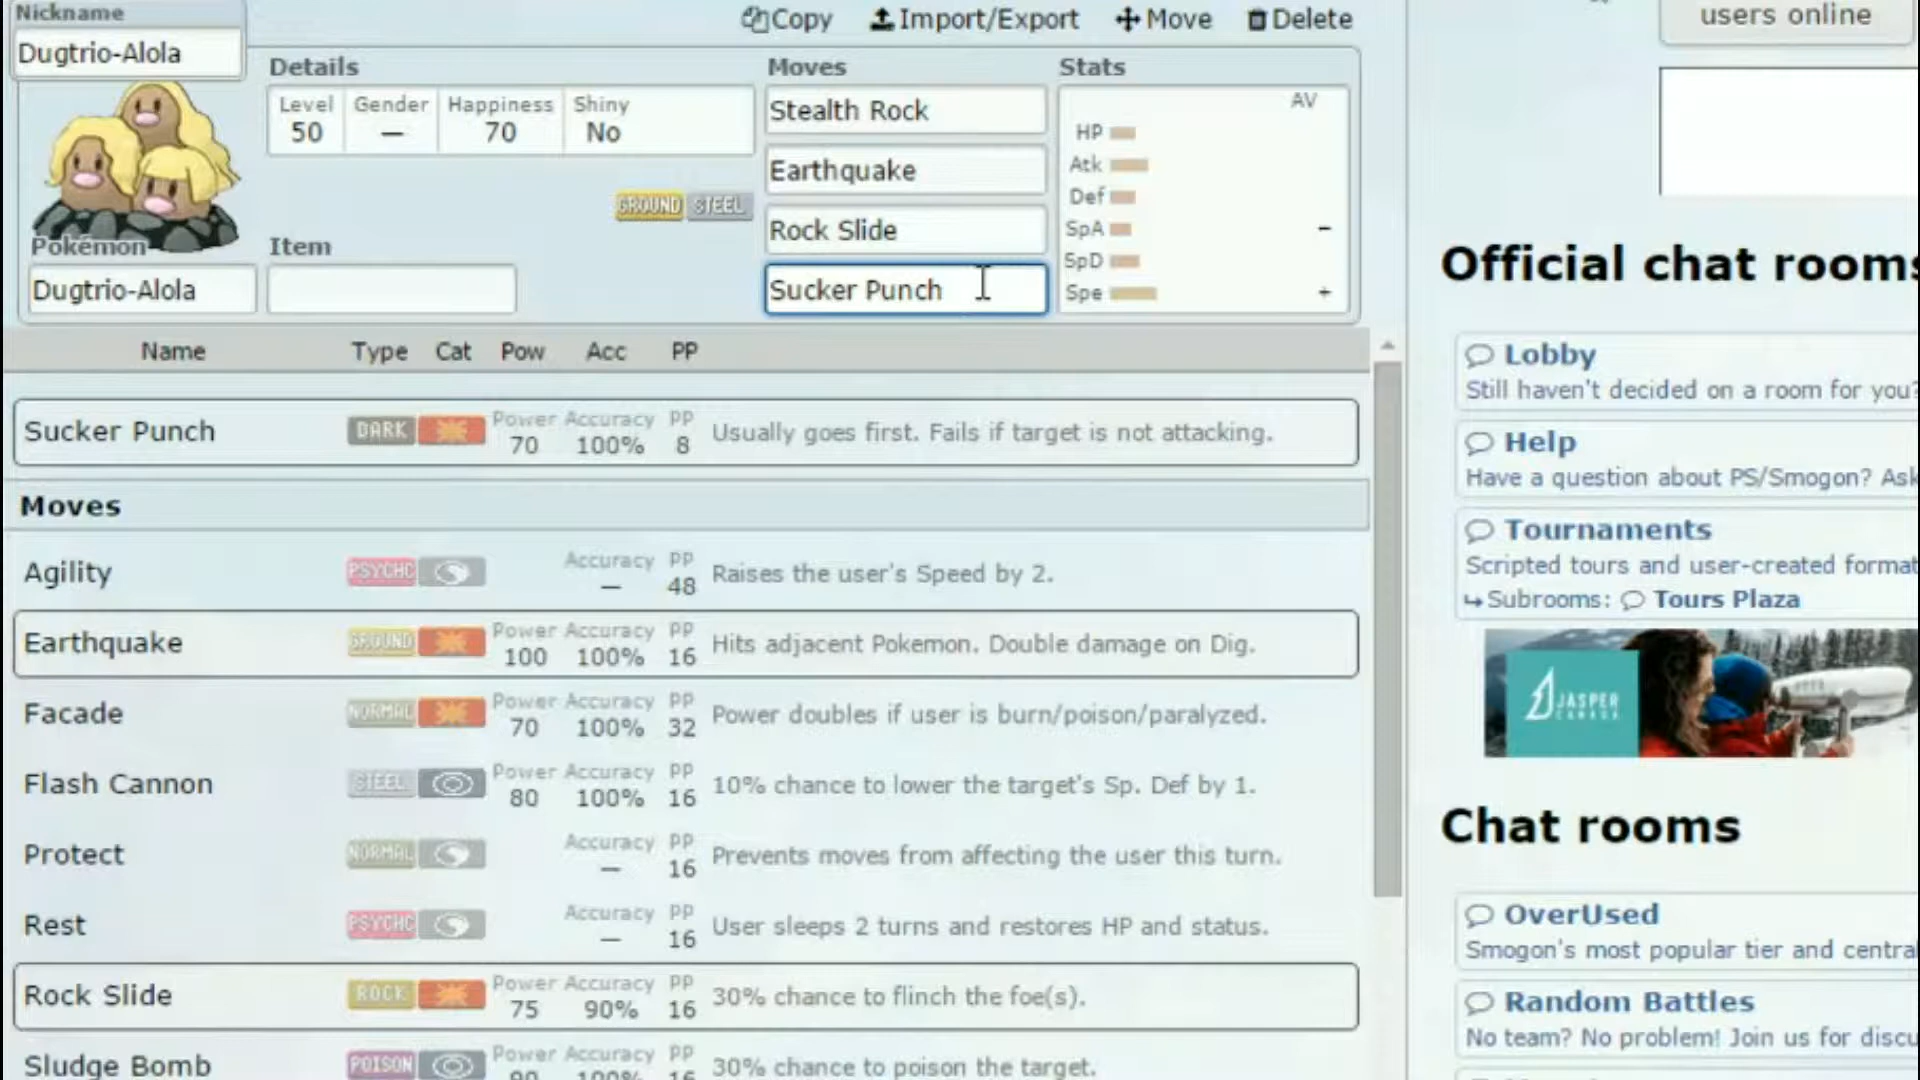 Nickname
Dugtrio-Alola
Copy Import/Export Move Delete
Details
Level Gender Happiness Shiny
50 — 70 No
GROUND STEEL
Pokémon
Dugtrio-Alola
Item
Moves
Stealth Rock
Earthquake
Rock Slide
Sucker Punch
Stats
AV
HP
Atk
Def
SpA −
SpD
Spe +
Name Type Cat Pow Acc PP
Sucker Punch DARK Power 70 Accuracy 100% PP 8 Usually goes first. Fails if target is not attacking.
Moves
Agility PSYCHC Accuracy — PP 48 Raises the user's Speed by 2.
Earthquake GROUND Power 100 Accuracy 100% PP 16 Hits adjacent Pokemon. Double damage on Dig.
Facade NORMAL Power 70 Accuracy 100% PP 32 Power doubles if user is burn/poison/paralyzed.
Flash Cannon STEEL Power 80 Accuracy 100% PP 16 10% chance to lower the target's Sp. Def by 1.
Protect NORMAL Accuracy — PP 16 Prevents moves from affecting the user this turn.
Rest PSYCHC Accuracy — PP 16 User sleeps 2 turns and restores HP and status.
Rock Slide ROCK Power 75 Accuracy 90% PP 16 30% chance to flinch the foe(s).
Sludge Bomb POISON Power 90 Accuracy 100% PP 16 30% chance to poison the target.
users online
Official chat rooms
Lobby
Still haven't decided on a room for you?
Help
Have a question about PS/Smogon? Ask
Tournaments
Scripted tours and user-created format
↳ Subrooms: Tours Plaza
JASPER
CANADA
Chat rooms
OverUsed
Smogon's most popular tier and centra
Random Battles
No team? No problem! Join us for discu